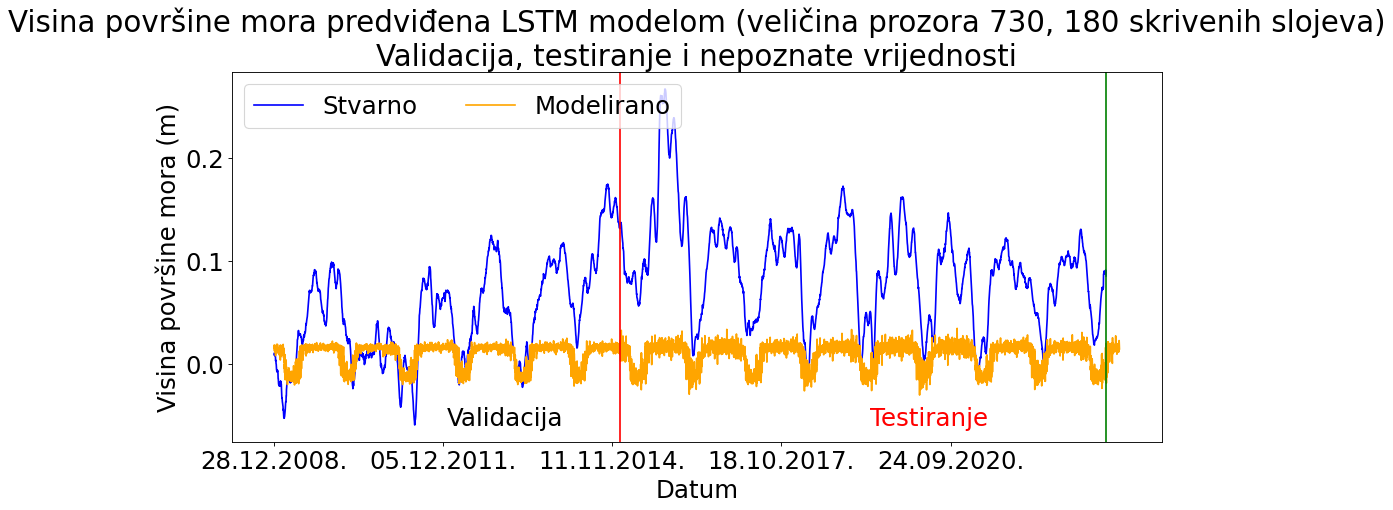 Visina površine mora predviđena LSTM modelom (veličina prozora 730, 180 skrivenih slojeva)
Validacija, testiranje i nepoznate vrijednosti
Stvarno
Modelirano
Visina površine mora (m)
0.2
0.1
0.0
Validacija
Testiranje
28.12.2008.
05.12.2011.
11.11.2014.
18.10.2017.
24.09.2020.
Datum